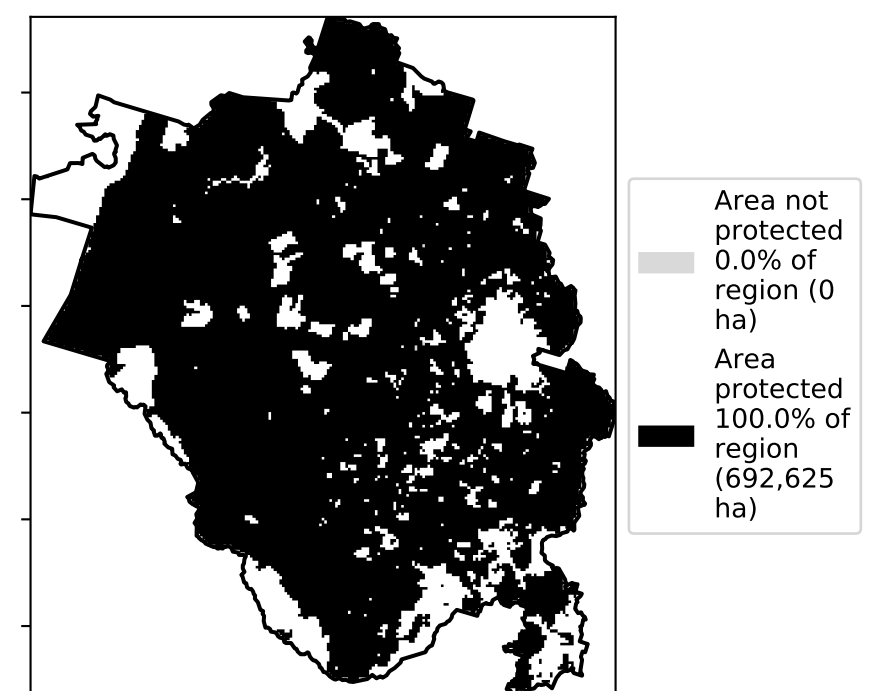 Area not
protected
0.0% of
region (0
ha)
Area
protected
100.0% of
region
(692,625
ha)